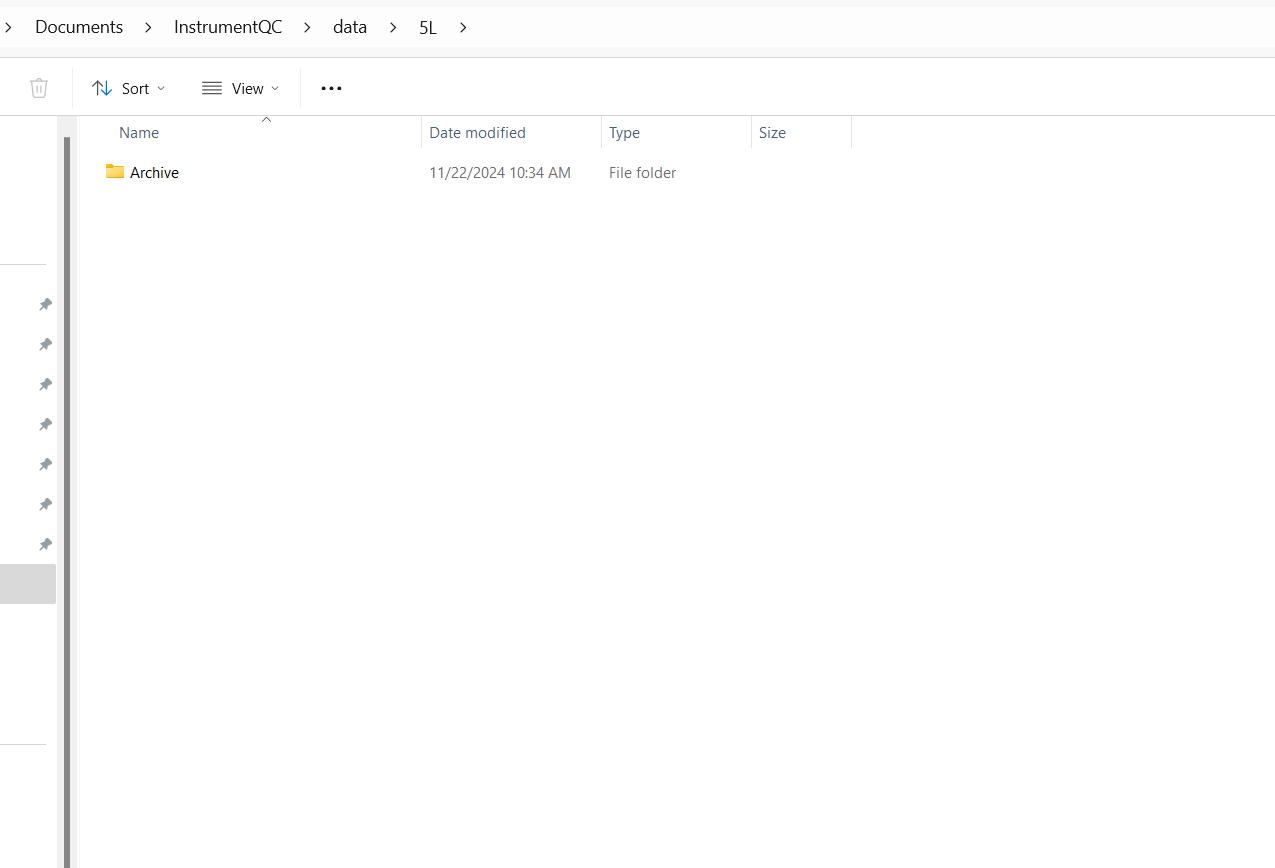 Documents > InstrumentQC > data > 5L >
Sort View •••
Name Date modified Type Size
Archive 11/22/2024 10:34 AM File folder